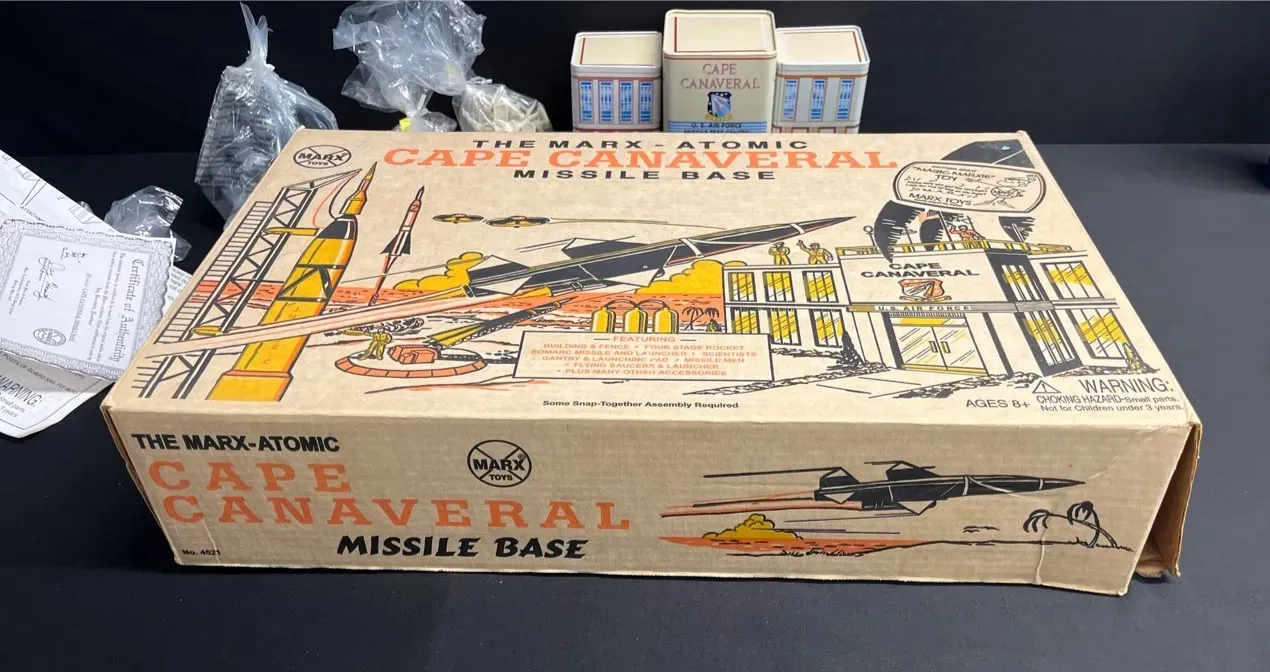 CAPE
CANAVERAL
U.S. AIR FORCE
MARX
TOYS
THE MARX-ATOMIC
CAPE CANAVERAL
MISSILE BASE
"MAGIC MARXIE"
TOY
MARX TOYS
CAPE
CANAVERAL
FEATURING
BUILDING & FENCE • FOUR STAGE ROCKET
BOMARC MISSILE AND LAUNCHER • SCIENTISTS
GANTRY & LAUNCHING PAD • MISSILE MEN
• FLYING SAUCERS & LAUNCHER
• PLUS MANY OTHER ACCESSORIES
Some Snap-Together Assembly Required
AGES 8+
WARNING:
CHOKING HAZARD-Small parts.
Not for Children under 3 years.
THE MARX-ATOMIC
CAPE
CANAVERAL
MISSILE BASE
No. 4521
MARX®
TOYS
Certificate of Authenticity
WARNING: